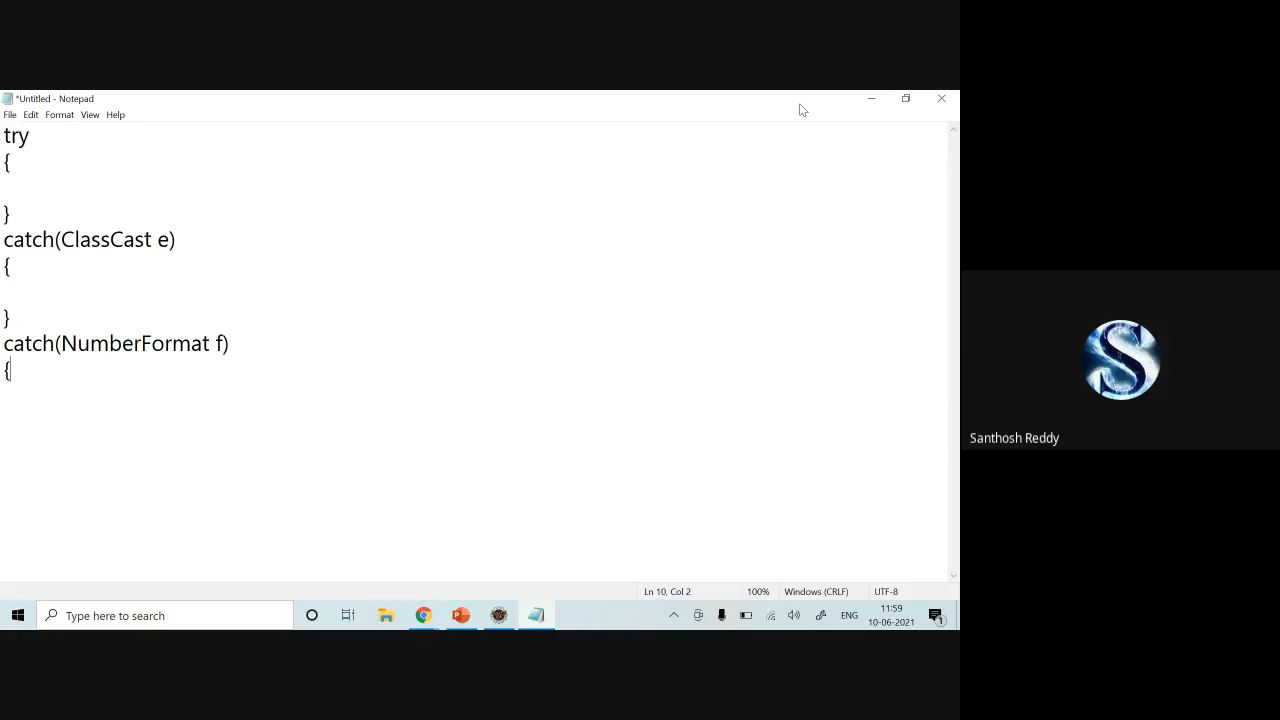 *Untitled - Notepad
File Edit Format View Help
try
{
}
catch(ClassCast e)
{
}
catch(NumberFormat f)
{
Santhosh Reddy
Ln 10, Col 2 100% Windows (CRLF) UTF-8
Type here to search
ENG
11:59
10-06-2021
1